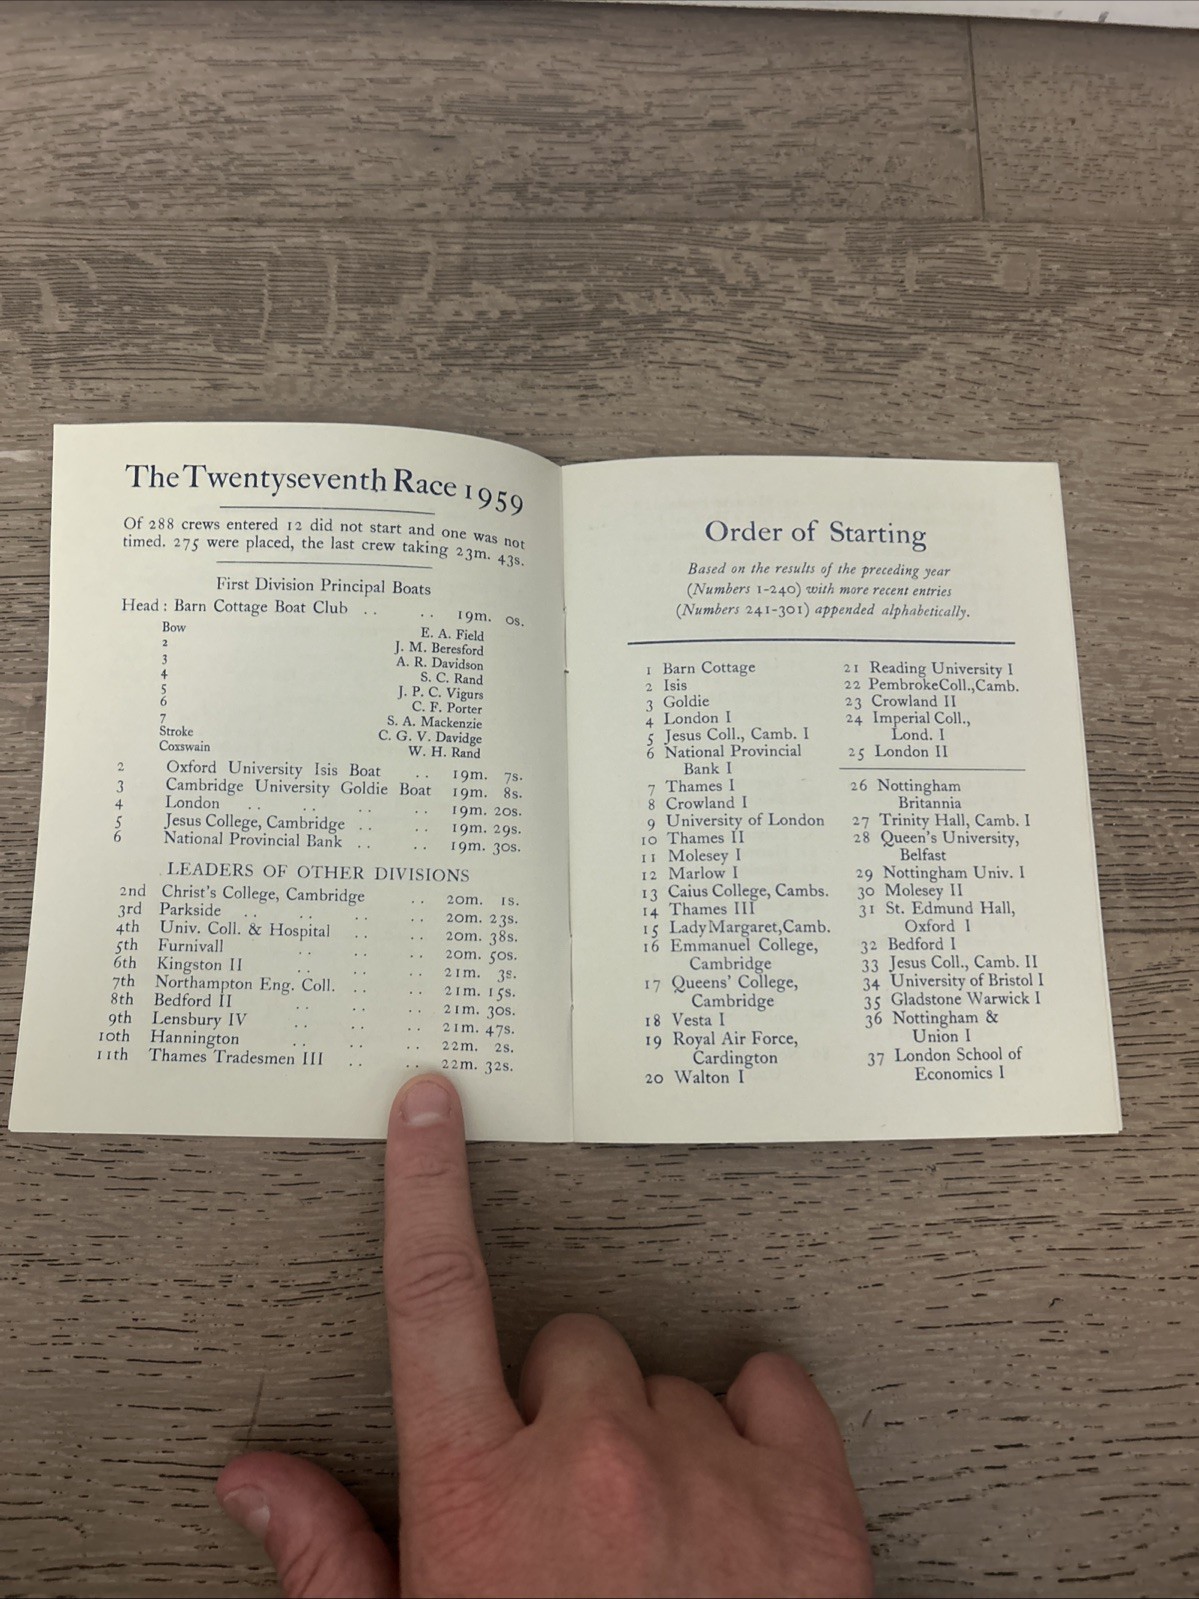 The Twentyseventh Race 1959
Of 288 crews entered 12 did not start and one was not
timed. 275 were placed, the last crew taking 23m. 43s.
First Division Principal Boats
Head : Barn Cottage Boat Club .. .. 19m. 0s.
Bow E. A. Field
2 J. M. Beresford
3 A. R. Davidson
4 S. C. Rand
5 J. P. C. Vigurs
6 C. F. Porter
7 S. A. Mackenzie
Stroke C. G. V. Davidge
Coxswain W. H. Rand
2 Oxford University Isis Boat .. 19m. 7s.
3 Cambridge University Goldie Boat 19m. 8s.
4 London .. .. .. .. 19m. 20s.
5 Jesus College, Cambridge .. .. 19m. 29s.
6 National Provincial Bank .. .. 19m. 30s.
LEADERS OF OTHER DIVISIONS
2nd Christ's College, Cambridge .. 20m. 1s.
3rd Parkside .. .. .. .. 20m. 23s.
4th Univ. Coll. & Hospital .. .. 20m. 38s.
5th Furnivall .. .. .. 20m. 50s.
6th Kingston II .. .. .. 21m. 3s.
7th Northampton Eng. Coll. .. .. 21m. 15s.
8th Bedford II .. .. .. 21m. 30s.
9th Lensbury IV .. .. .. 21m. 47s.
10th Hannington .. .. .. 22m. 2s.
11th Thames Tradesmen III .. .. 22m. 32s.
Order of Starting
Based on the results of the preceding year
(Numbers 1-240) with more recent entries
(Numbers 241-301) appended alphabetically.
1 Barn Cottage
2 Isis
3 Goldie
4 London I
5 Jesus Coll., Camb. I
6 National Provincial
Bank I
7 Thames I
8 Crowland I
9 University of London
10 Thames II
11 Molesey I
12 Marlow I
13 Caius College, Cambs.
14 Thames III
15 Lady Margaret, Camb.
16 Emmanuel College,
Cambridge
17 Queens' College,
Cambridge
18 Vesta I
19 Royal Air Force,
Cardington
20 Walton I
21 Reading University I
22 Pembroke Coll., Camb.
23 Crowland II
24 Imperial Coll.,
Lond. I
25 London II
26 Nottingham
Britannia
27 Trinity Hall, Camb. I
28 Queen's University,
Belfast
29 Nottingham Univ. I
30 Molesey II
31 St. Edmund Hall,
Oxford I
32 Bedford I
33 Jesus Coll., Camb. II
34 University of Bristol I
35 Gladstone Warwick I
36 Nottingham &
Union I
37 London School of
Economics I